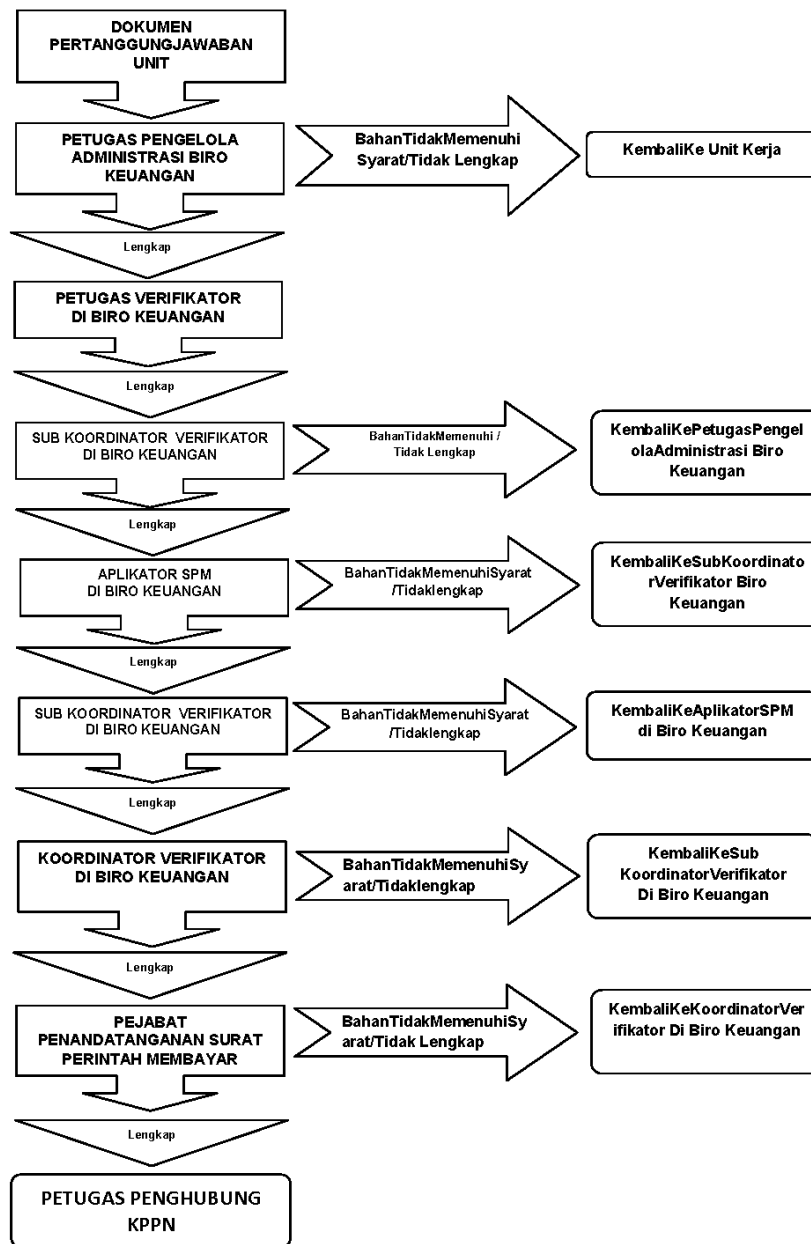 DOKUMEN
PERTANGGUNGJAWABAN
UNIT
PETUGAS PENGELOLA
ADMINISTRASI BIRO
KEUANGAN
BahanTidakMemenuhi
Syarat/Tidak Lengkap
KembaliKe Unit Kerja
Lengkap
PETUGAS VERIFIKATOR
DI BIRO KEUANGAN
Lengkap
SUB KOORDINATOR VERIFIKATOR
DI BIRO KEUANGAN
BahanTidakMemenuhi /
Tidak Lengkap
KembaliKePetugasPengel
olaAdministrasi Biro
Keuangan
Lengkap
APLIKATOR SPM
DI BIRO KEUANGAN
BahanTidakMemenuhiSyarat
/Tidaklengkap
KembaliKeSubKoordinato
rVerifikator Biro
Keuangan
Lengkap
SUB KOORDINATOR VERIFIKATOR
DI BIRO KEUANGAN
BahanTidakMemenuhiSyarat
/Tidaklengkap
KembaliKeAplikatorSPM
di Biro Keuangan
Lengkap
KOORDINATOR VERIFIKATOR
DI BIRO KEUANGAN
BahanTidakMemenuhiSy
arat/Tidaklengkap
KembaliKeSub
KoordinatorVerifikator
Di Biro Keuangan
Lengkap
PEJABAT
PENANDATANGANAN SURAT
PERINTAH MEMBAYAR
BahanTidakMemenuhiSy
arat/Tidak Lengkap
KembaliKeKoordinatorVer
ifikator Di Biro Keuangan
Lengkap
PETUGAS PENGHUBUNG
KPPN